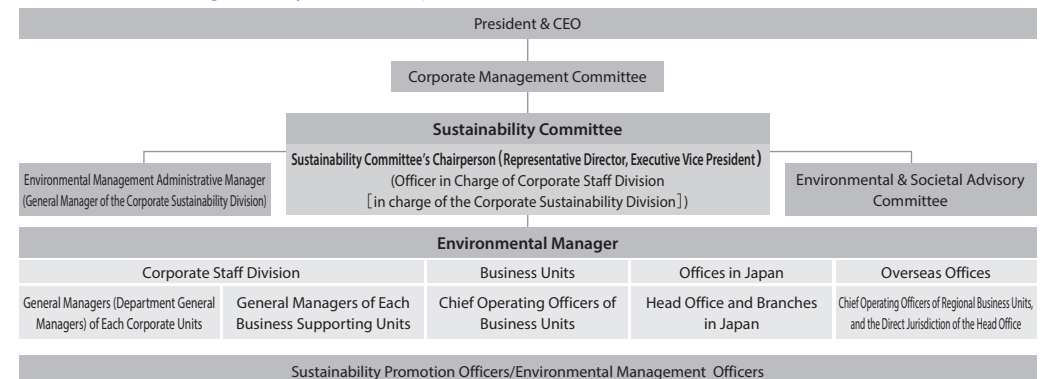 President & CEO
Corporate Management Committee
Sustainability Committee
Sustainability Committee's Chairperson (Representative Director, Executive Vice President)
(Officer in Charge of Corporate Staff Division
[in charge of the Corporate Sustainability Division])
Environmental Management Administrative Manager
(General Manager of the Corporate Sustainability Division)
Environmental & Societal Advisory
Committee
Environmental Manager
Corporate Staff Division
Business Units
Offices in Japan
Overseas Offices
General Managers (Department General
Managers) of Each Corporate Units
General Managers of Each
Business Supporting Units
Chief Operating Officers of
Business Units
Head Office and Branches
in Japan
Chief Operating Officers of Regional Business Units,
and the Direct Jurisdiction of the Head Office
Sustainability Promotion Officers/Environmental Management Officers